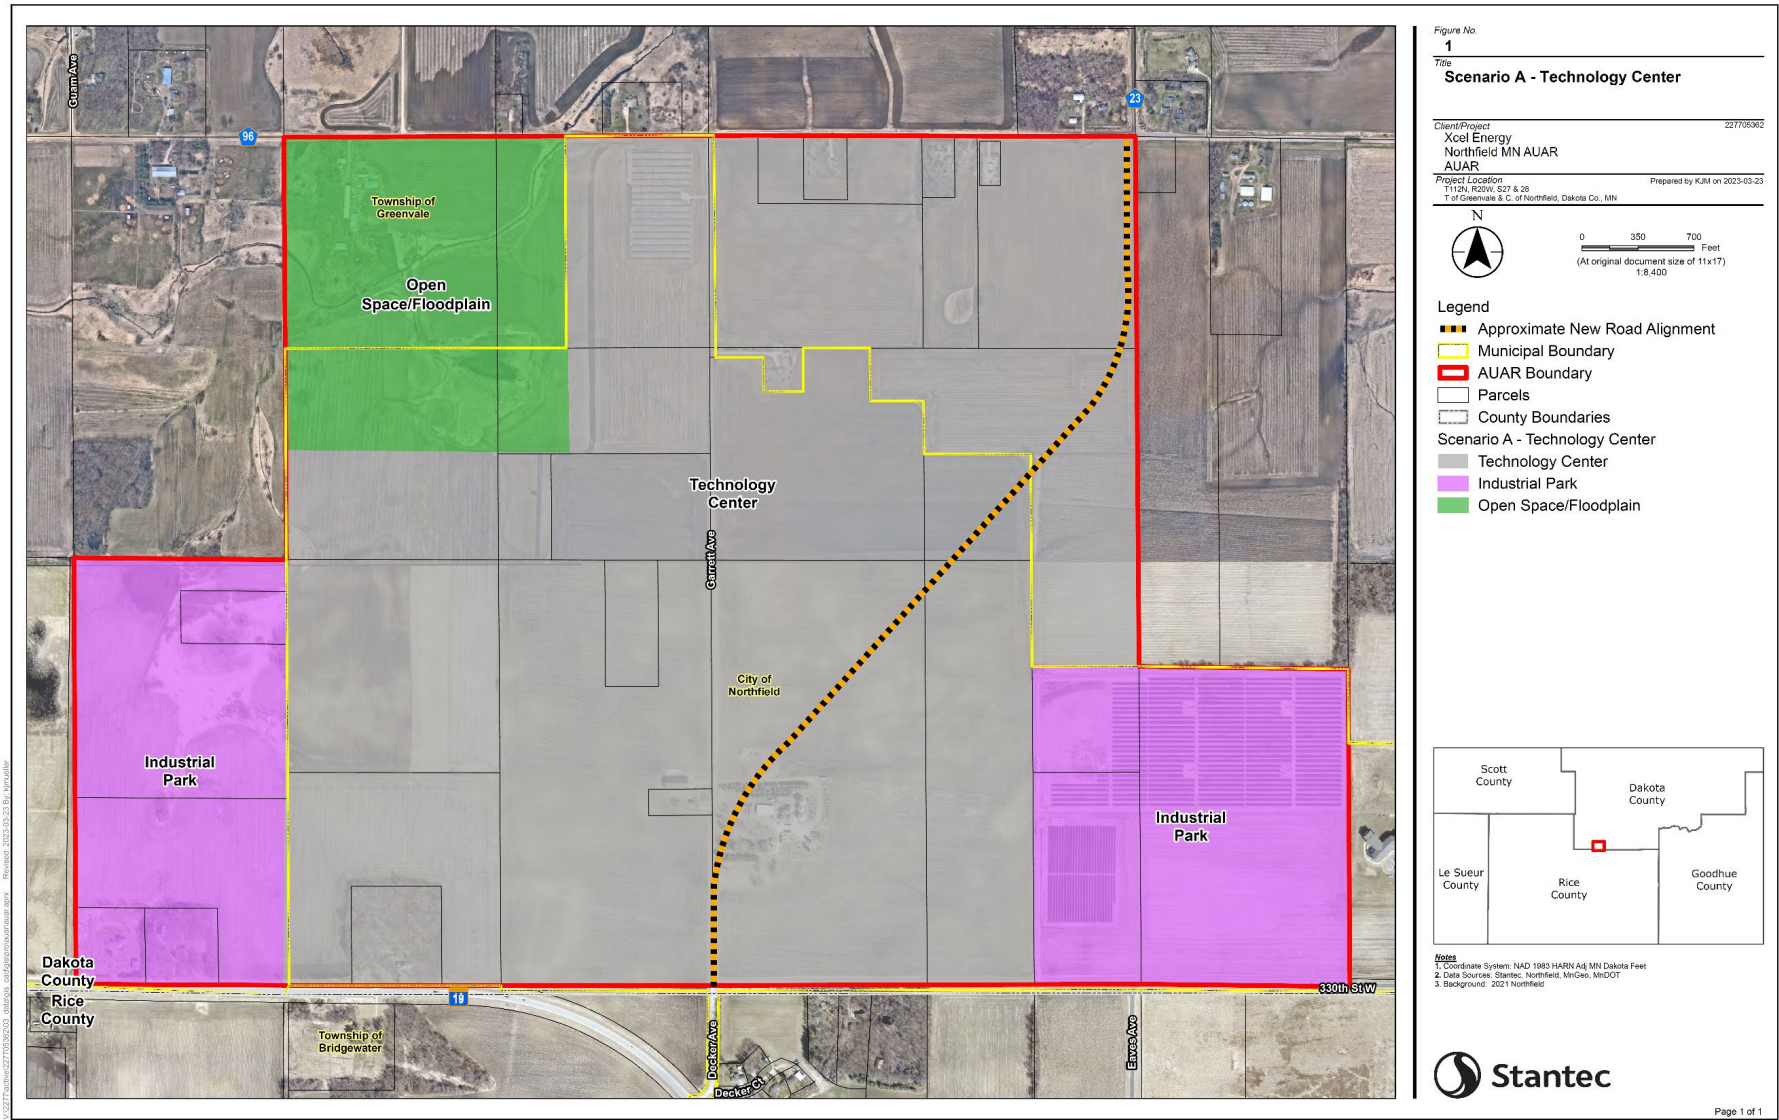 Guam Ave
96
23
Township of
Greenvale
Open
Space/Floodplain
Technology
Center
Garrett Ave
City of
Northfield
Industrial
Park
Industrial
Park
Dakota
County
Rice
County
19
330th St W
Township of
Bridgewater
Decker Ave
Decker Ct
Eaves Ave
Figure No.
1
Title
Scenario A - Technology Center
Client/Project
227705362
Xcel Energy
Northfield MN AUAR
AUAR
Project Location
Prepared by KJM on 2023-03-23
T112N, R20W, S27 & 28
T of Greenvale & C. of Northfield, Dakota Co., MN
N
0 350 700
Feet
(At original document size of 11x17)
1:8,400
Legend
Approximate New Road Alignment
Municipal Boundary
AUAR Boundary
Parcels
County Boundaries
Scenario A - Technology Center
Technology Center
Industrial Park
Open Space/Floodplain
Scott
County
Dakota
County
Le Sueur
County
Rice
County
Goodhue
County
Notes
1. Coordinate System: NAD 1983 HARN Adj MN Dakota Feet
2. Data Sources: Stantec, Northfield, MnGeo, MnDOT
3. Background: 2021 Northfield
Stantec
Page 1 of 1
Revised: 2023-03-23 By: kjmueller